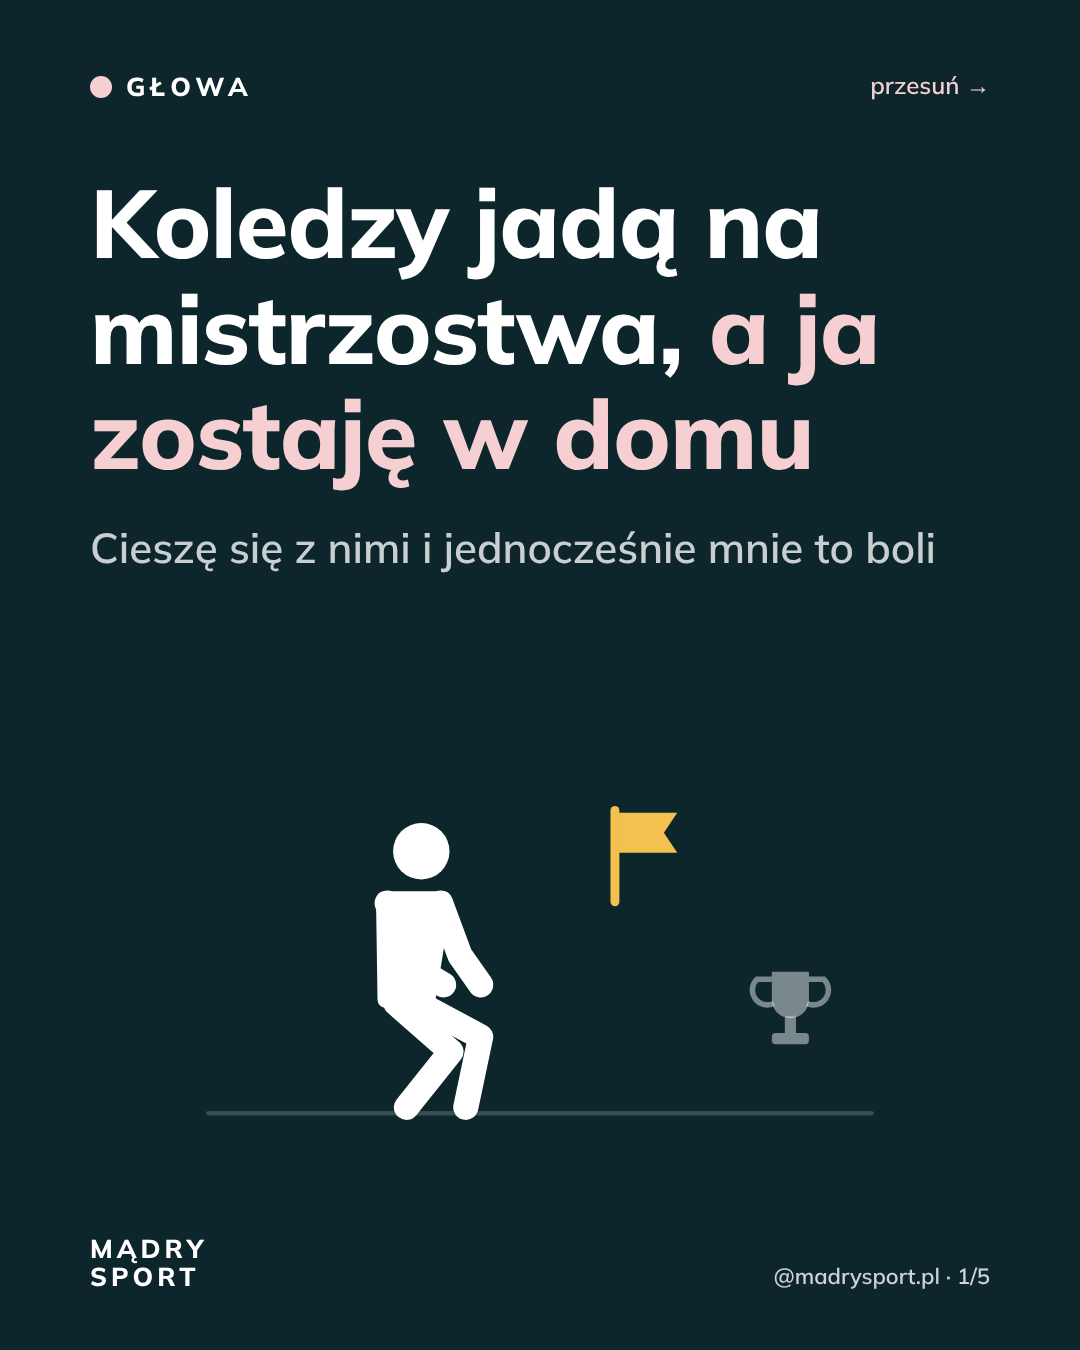 GŁOWA
przesuń →
Koledzy jadą na
mistrzostwa, a ja
zostaję w domu
Cieszę się z nimi i jednocześnie mnie to boli
MĄDRY
SPORT
@madrysport.pl · 1/5